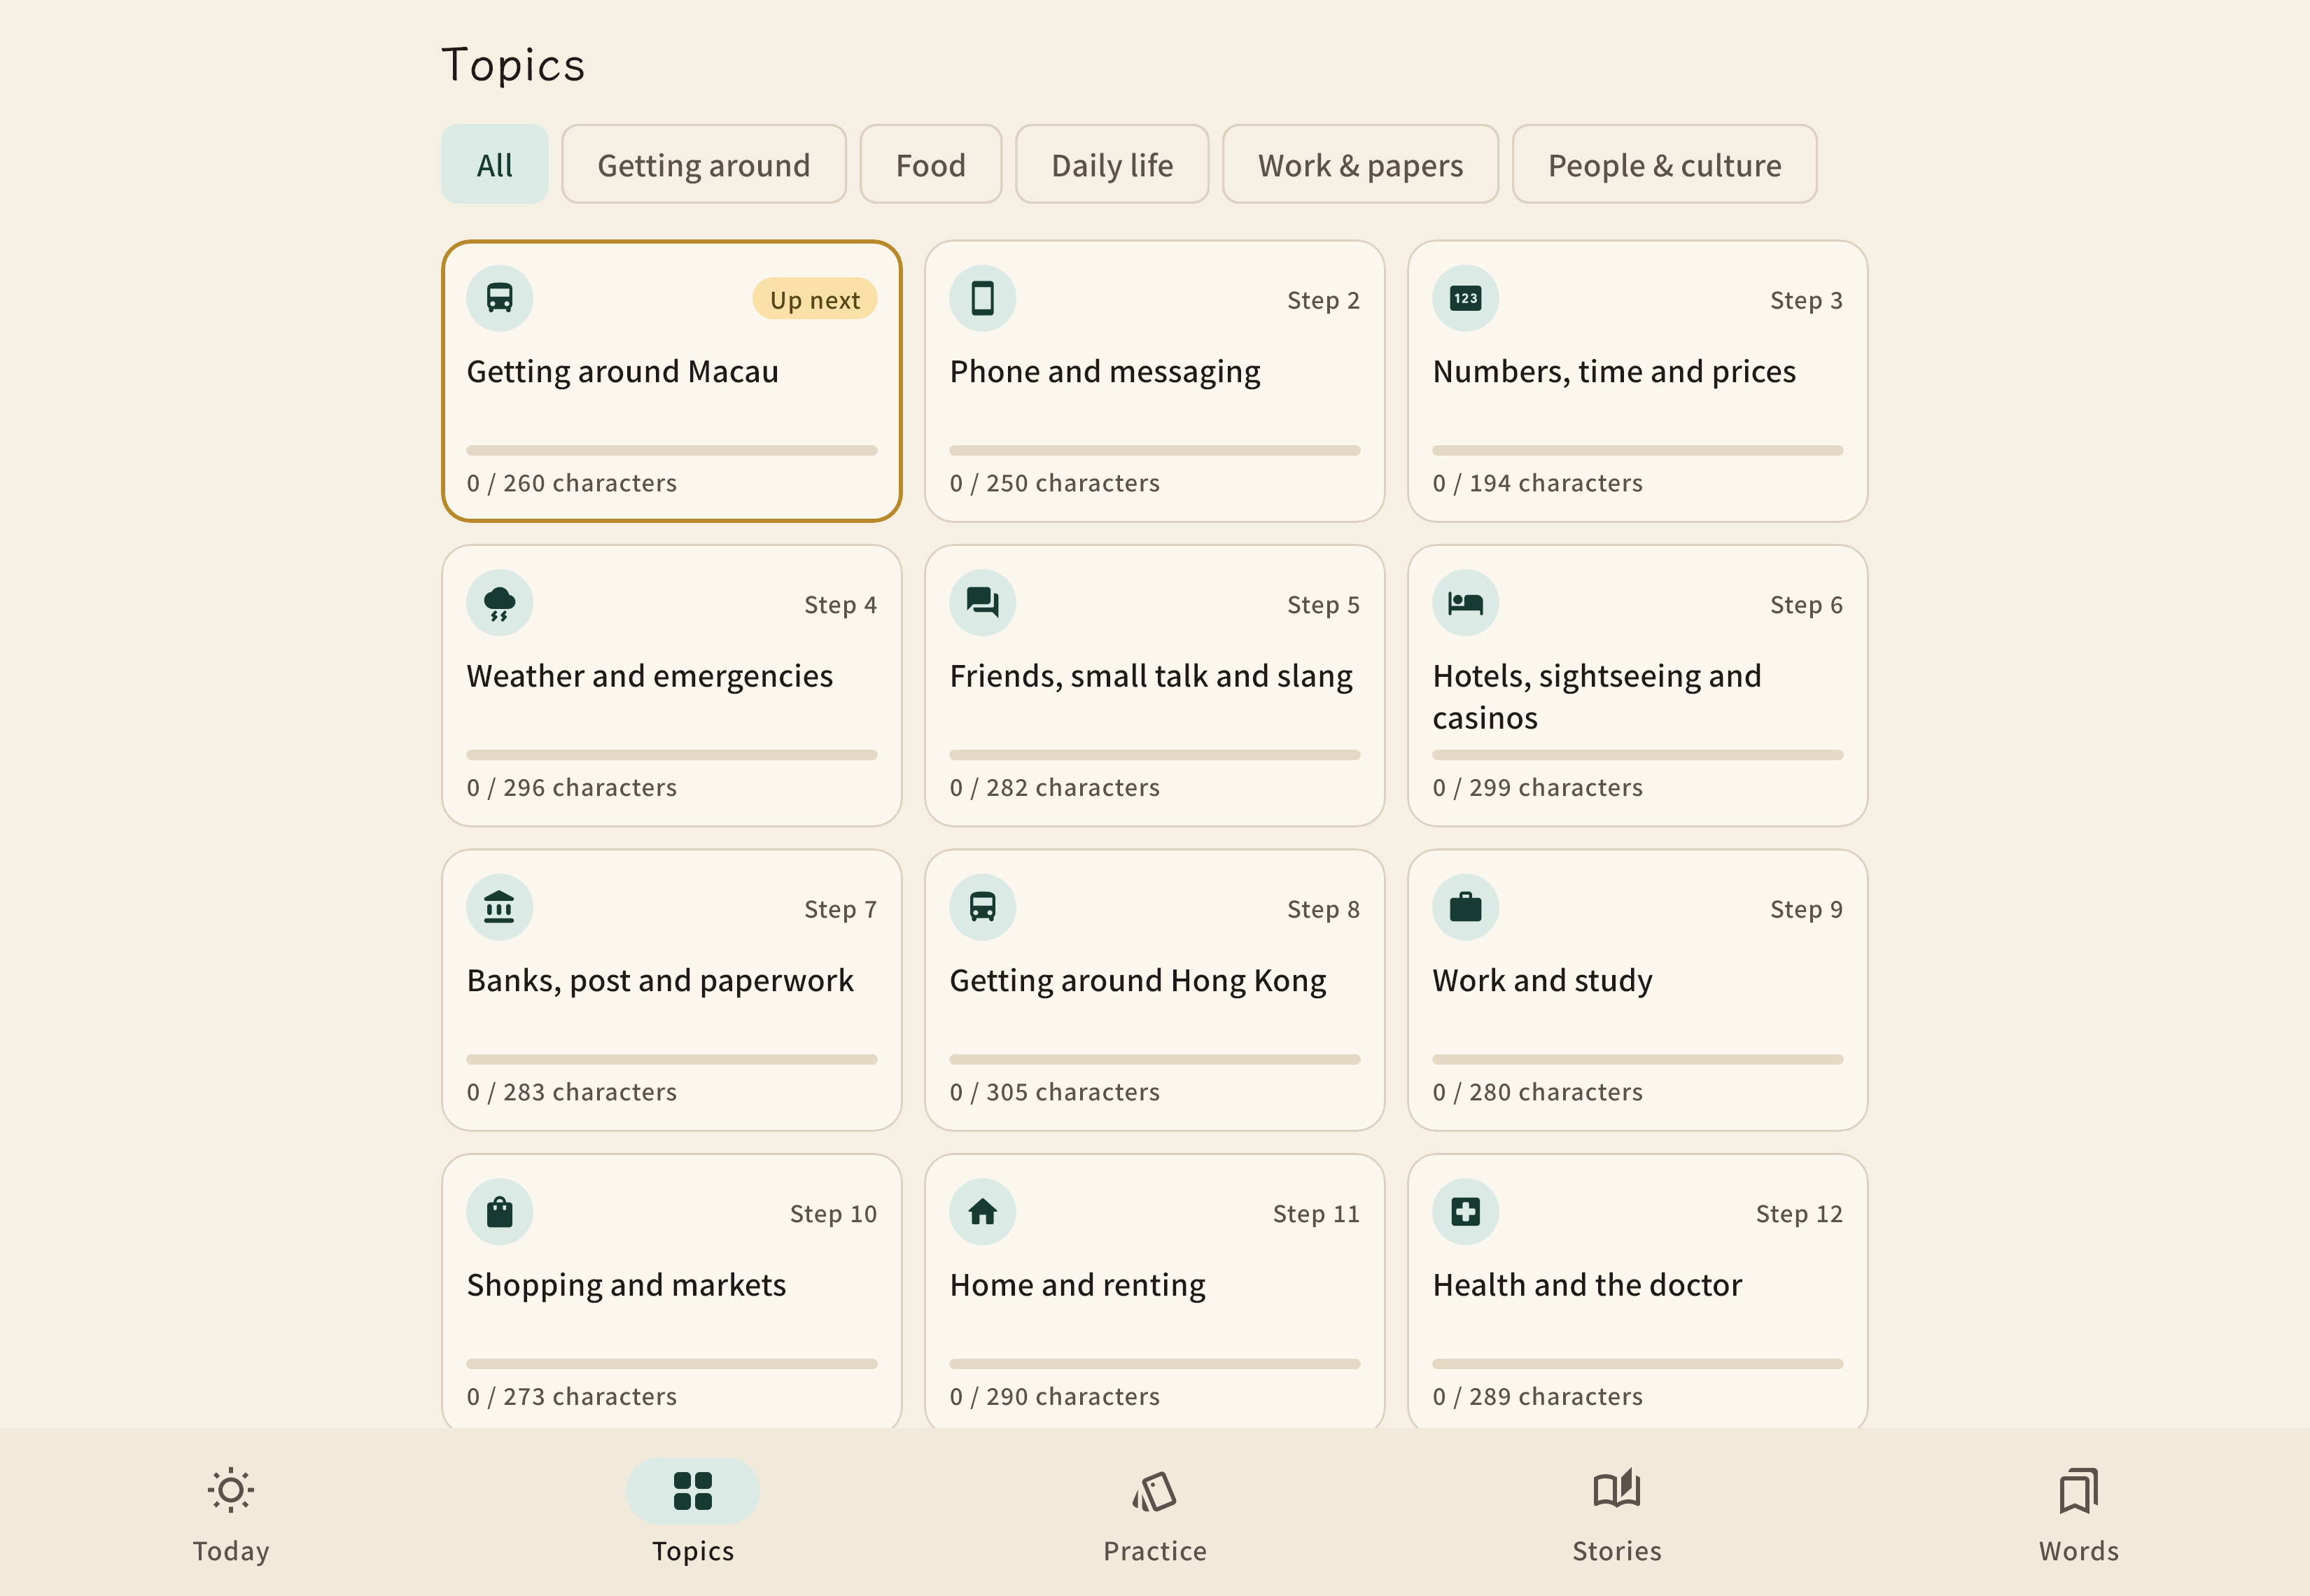 Topics
All
Getting around
Food
Daily life
Work & papers
People & culture
Up next
Getting around Macau
0 / 260 characters
Step 2
Phone and messaging
0 / 250 characters
123
Step 3
Numbers, time and prices
0 / 194 characters
Step 4
Weather and emergencies
0 / 296 characters
Step 5
Friends, small talk and slang
0 / 282 characters
Step 6
Hotels, sightseeing and
casinos
0 / 299 characters
Step 7
Banks, post and paperwork
0 / 283 characters
Step 8
Getting around Hong Kong
0 / 305 characters
Step 9
Work and study
0 / 280 characters
Step 10
Shopping and markets
0 / 273 characters
Step 11
Home and renting
0 / 290 characters
Step 12
Health and the doctor
0 / 289 characters
Today
Topics
Practice
Stories
Words